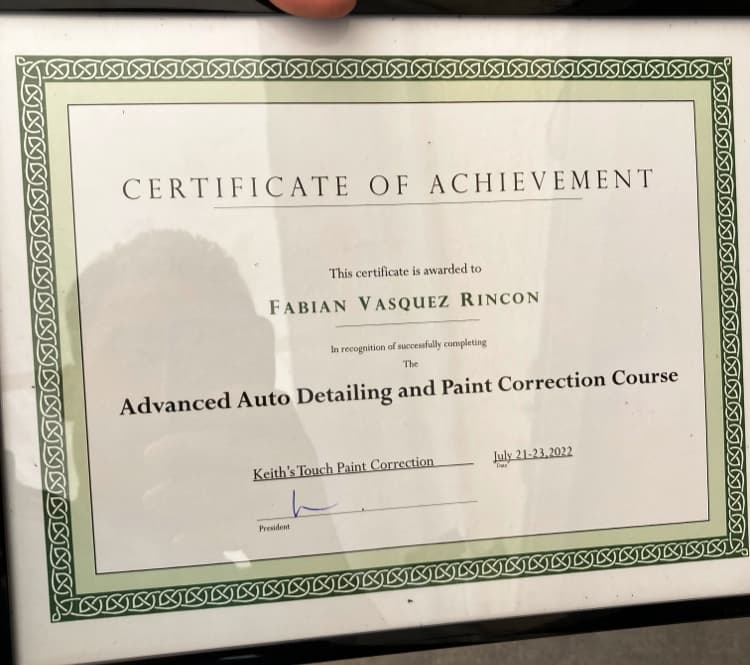 CERTIFICATE OF ACHIEVEMENT
This certificate is awarded to
FABIAN VASQUEZ RINCON
In recognition of successfully completing
The
Advanced Auto Detailing and Paint Correction Course
Keith's Touch Paint Correction
July 21-23,2022
Date
President